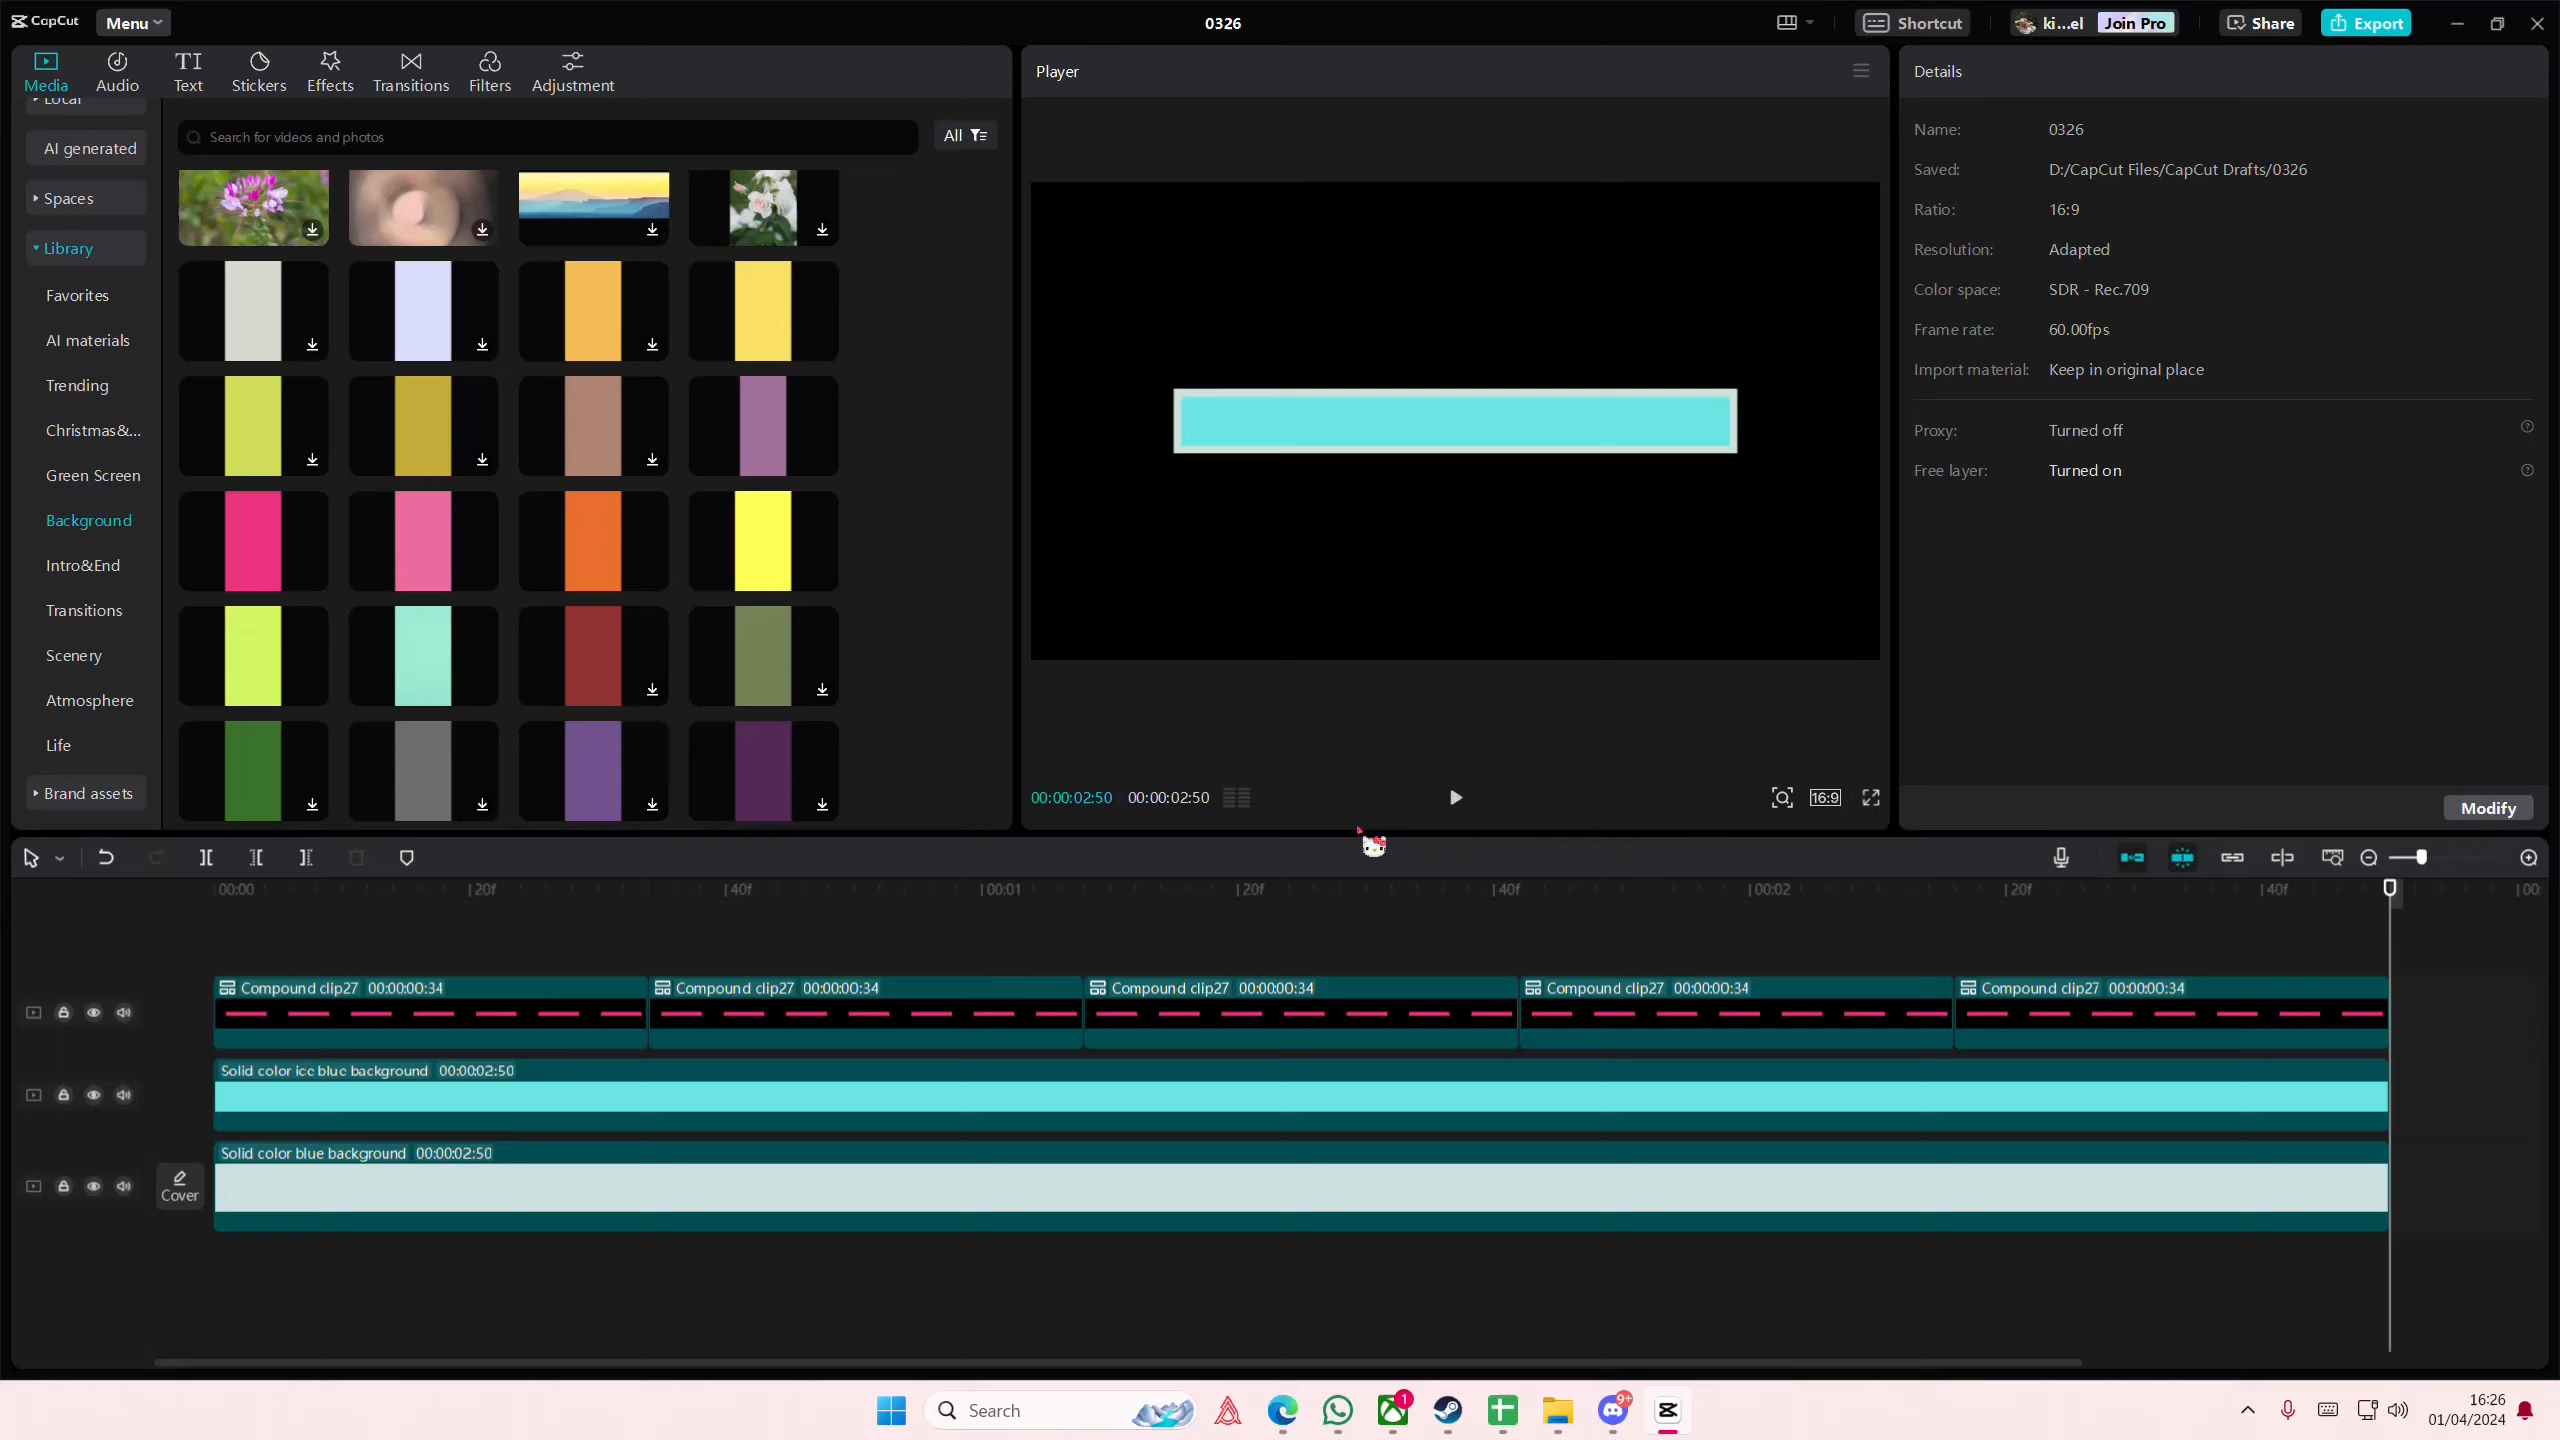 CapCut
Menu
0326
Shortcut
ki...el
Join Pro
Share
Export
Media
Audio
Text
Stickers
Effects
Transitions
Filters
Adjustment
Local
AI generated
Spaces
Library
Favorites
AI materials
Trending
Christmas&...
Green Screen
Background
Intro&End
Transitions
Scenery
Atmosphere
Life
Brand assets
Search for videos and photos
All
Player
00:00:02:50
00:00:02:50
16:9
Details
Name: 0326
Saved: D:/CapCut Files/CapCut Drafts/0326
Ratio: 16:9
Resolution: Adapted
Color space: SDR - Rec.709
Frame rate: 60.00fps
Import material: Keep in original place
Proxy: Turned off
Free layer: Turned on
Modify
00:00 |20f |40f |00:01 |20f |40f |00:02 |20f |40f |00:
Compound clip27 00:00:00:34
Compound clip27 00:00:00:34
Compound clip27 00:00:00:34
Compound clip27 00:00:00:34
Compound clip27 00:00:00:34
Solid color ice blue background 00:00:02:50
Solid color blue background 00:00:02:50
Cover
Search
1
9+
16:26
01/04/2024